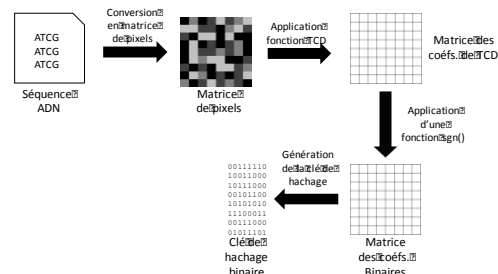 Conversion
en matrice
de pixels
ATCG
ATCG
ATCG
Séquence
ADN
Matrice
de pixels
Application
fonction TCD
Matrice des
coéfs. de TCD
Application
d'une
fonction sgn()
Génération
de la clé de
hachage
00111110
10011000
10111000
00101100
10101010
11100011
00111000
01011101
Clé de
hachage
binaire
Matrice
des coéfs.
Binaires